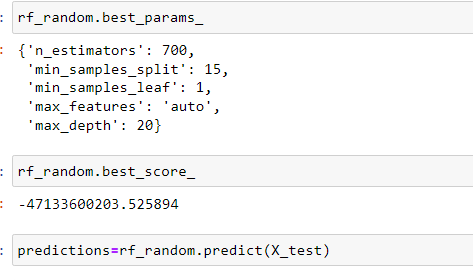 rf_random.best_params_
{'n_estimators': 700,
'min_samples_split': 15,
'min_samples_leaf': 1,
'max_features': 'auto',
'max_depth': 20}
rf_random.best_score_
-47133600203.525894
predictions=rf_random.predict(X_test)